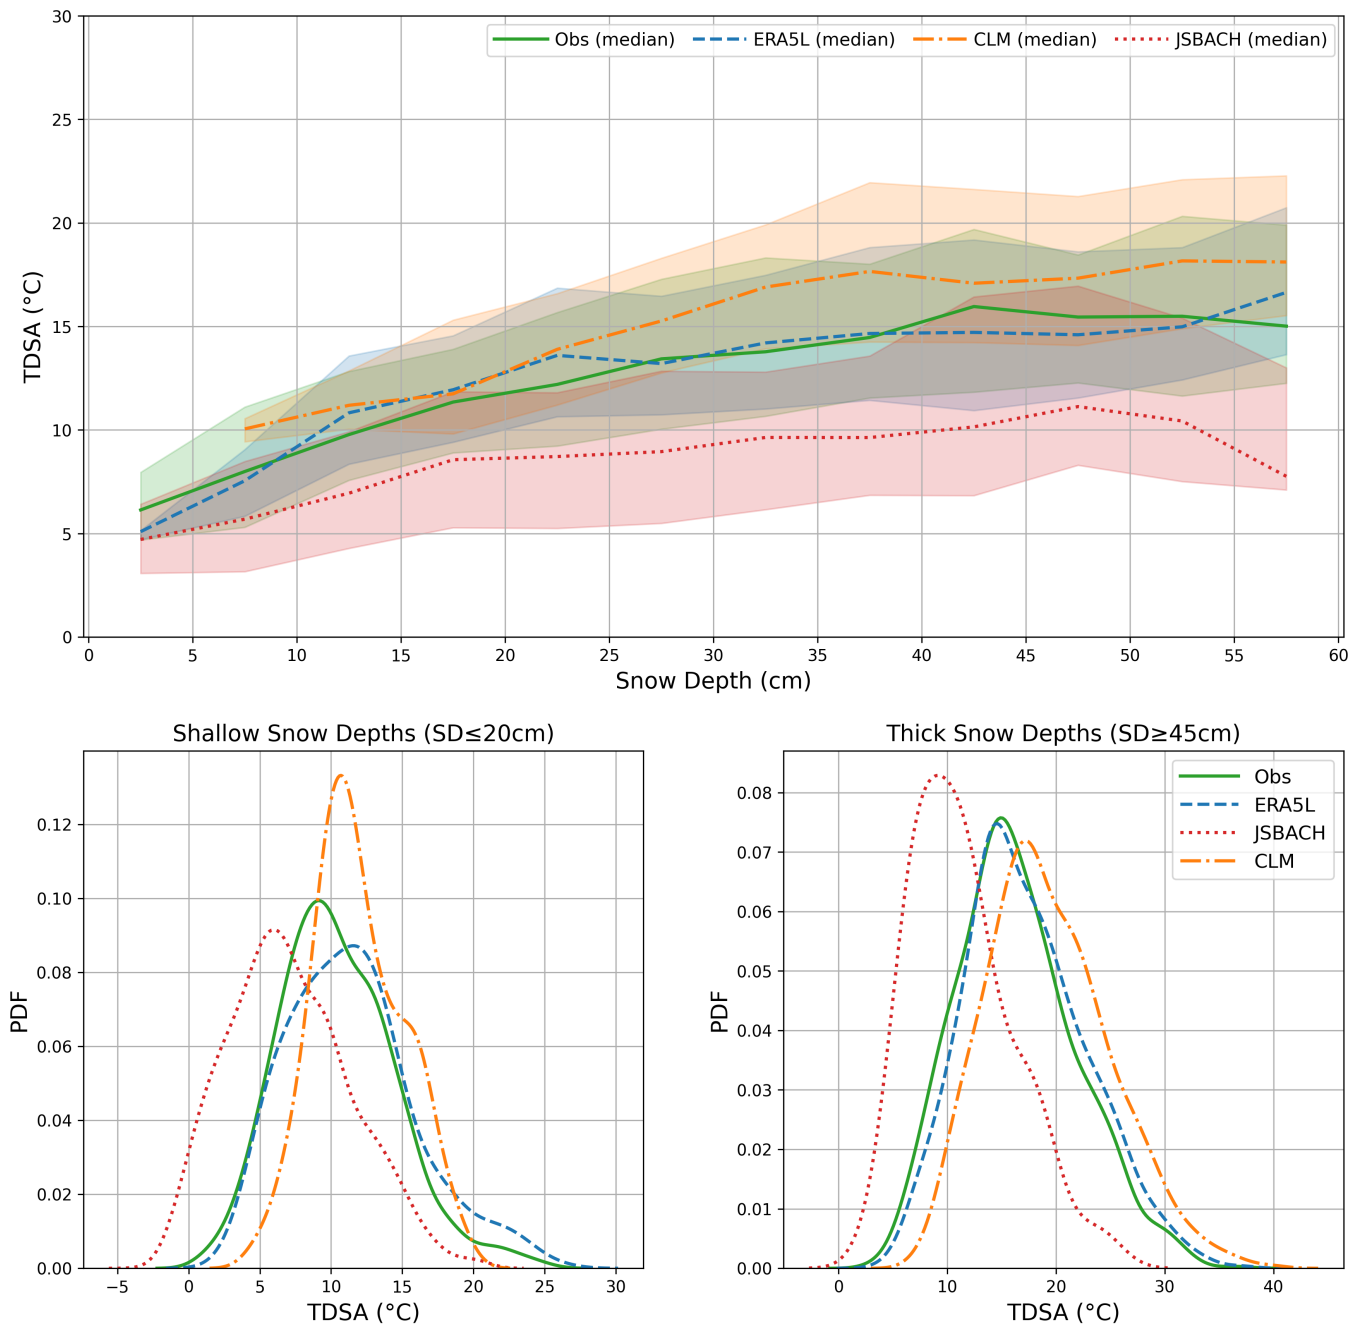 Obs (median) ERA5L (median) CLM (median) JSBACH (median)
30
25
20
15
10
5
0
TDSA (°C)
0 5 10 15 20 25 30 35 40 45 50 55 60
Snow Depth (cm)
Shallow Snow Depths (SD≤20cm)
0.12
0.10
0.08
0.06
0.04
0.02
0.00
PDF
−5 0 5 10 15 20 25 30
TDSA (°C)
Thick Snow Depths (SD≥45cm)
Obs
ERA5L
JSBACH
CLM
0.08
0.07
0.06
0.05
0.04
0.03
0.02
0.01
0.00
PDF
0 10 20 30 40
TDSA (°C)